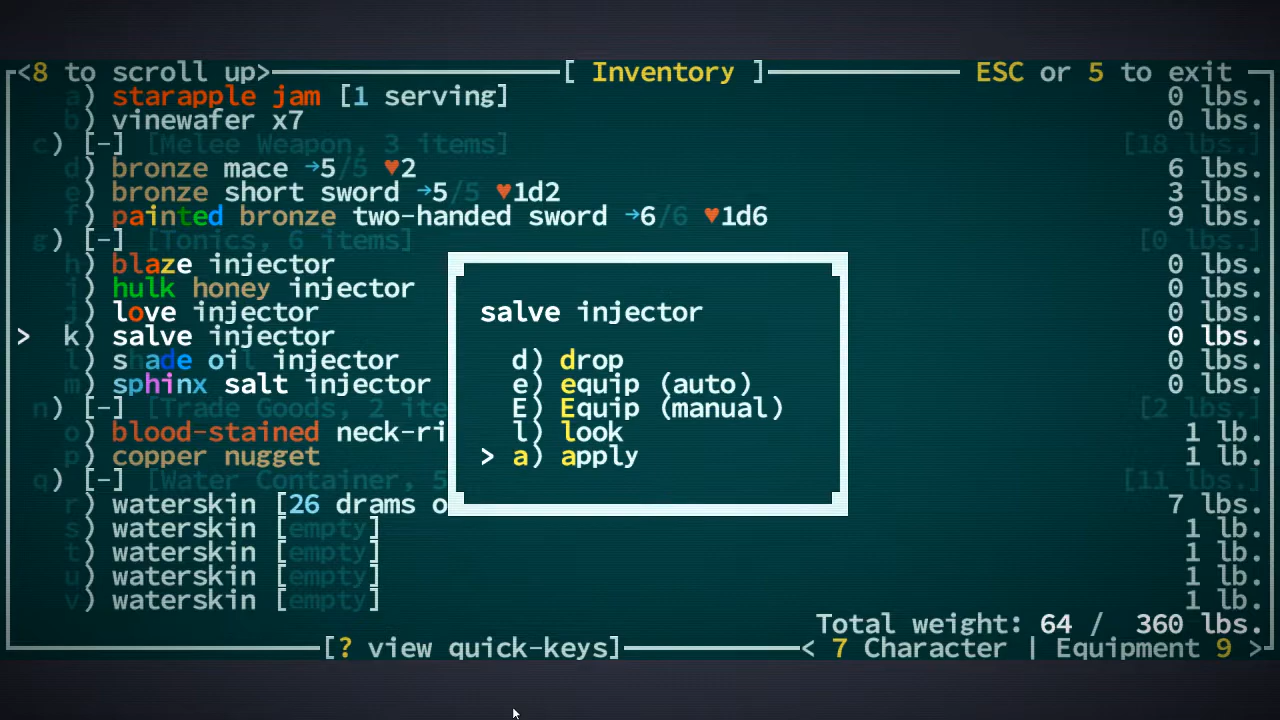 <8 to scroll up> [ Inventory ] ESC or 5 to exit
a) starapple jam [1 serving] 0 lbs.
b) vinewafer x7 0 lbs.
c) [-] [Melee Weapon, 3 items] [18 lbs.]
d) bronze mace →5/5 ♥2 6 lbs.
e) bronze short sword →5/5 ♥1d2 3 lbs.
f) painted bronze two-handed sword →6/6 ♥1d6 9 lbs.
g) [-] [Tonics, 6 items] [0 lbs.]
h) blaze injector 0 lbs.
i) hulk honey injector 0 lbs.
j) love injector 0 lbs.
> k) salve injector 0 lbs.
l) shade oil injector 0 lbs.
m) sphinx salt injector 0 lbs.
n) [-] [Trade Goods, 2 ite [2 lbs.]
o) blood-stained neck-ri 1 lb.
p) copper nugget 1 lb.
q) [-] [Water Container, 5 [11 lbs.]
r) waterskin [26 drams o 7 lbs.
s) waterskin [empty] 1 lb.
t) waterskin [empty] 1 lb.
u) waterskin [empty] 1 lb.
v) waterskin [empty] 1 lb.
salve injector
d) drop
e) equip (auto)
E) Equip (manual)
l) look
> a) apply
Total weight: 64 / 360 lbs.
[? view quick-keys] < 7 Character | Equipment 9 >